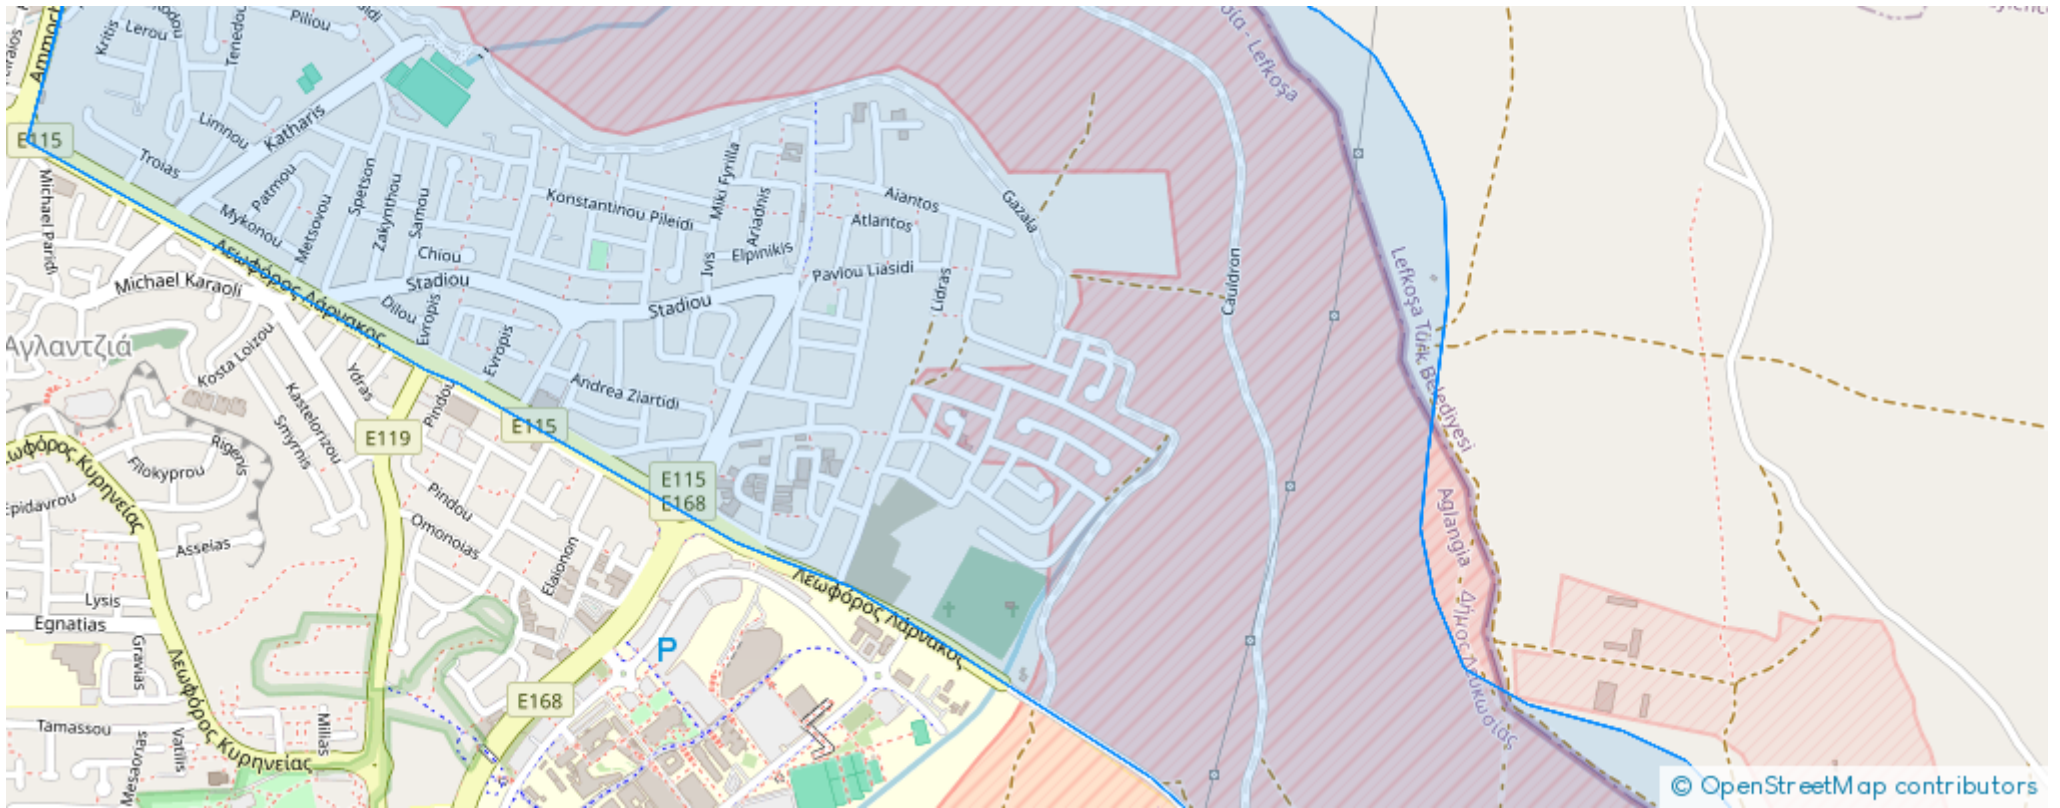 Piliou
Lerou
Kritis
Tenedou
Limnou
Katharis
E115
Troias
Patmou
Spetson
Zakynthou
Samou
Metsovou
Mykonou
Michael Paridi
Konstantinou Pileidi
Miki Fyrilla
Ariadnis
Aiantos
Atlantos
Gazala
Elpinikis
Ivis
Pavlou Liasidi
Lidras
Chiou
Stadiou
Stadiou
Dilou
Evropis
Evropis
Λεωφόρος Λάρνακος
Michael Karaoli
Αγλαντζιά
Kosta Loizou
Ydras
Kastelorizou
Smyrnis
Pindou
Andrea Ziartidi
E115
E119
E115
E168
Rigenis
Filokyprou
Pindou
Omonoias
Asseias
Elaionon
Lysis
Egnatias
Gravias
Λεωφόρος Κυρηνείας
Tamassou
Vatilis
Milias
E168
P
Λεωφόρος Λάρνακος
Cauldron
Lefkoşa
Lefkoşa Türk Belediyesi
Aglangia
Δήμος Λευκωσίας
© OpenStreetMap contributors